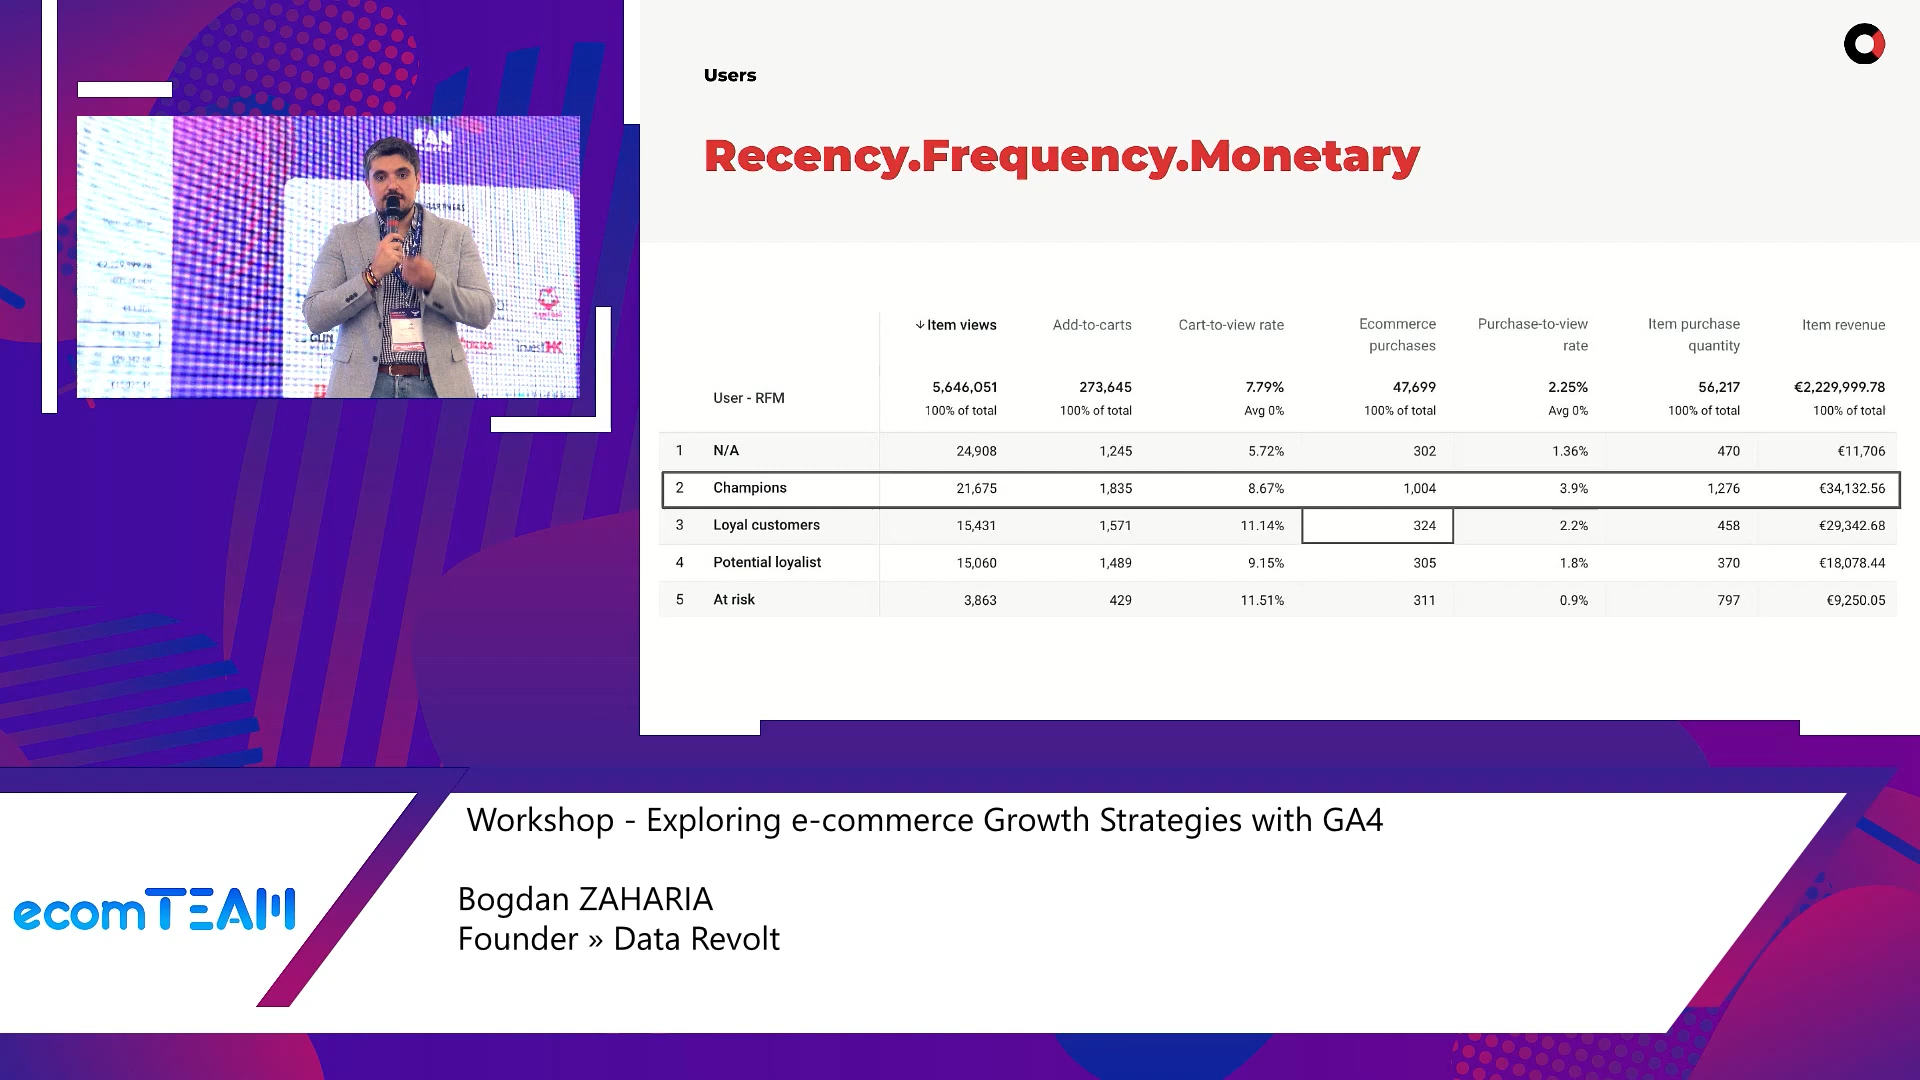 Users
Recency.Frequency.Monetary
↓ Item views Add-to-carts Cart-to-view rate Ecommerce purchases Purchase-to-view rate Item purchase quantity Item revenue
User - RFM 5,646,051 273,645 7.79% 47,699 2.25% 56,217 €2,229,999.78
100% of total 100% of total Avg 0% 100% of total Avg 0% 100% of total 100% of total
1 N/A 24,908 1,245 5.72% 302 1.36% 470 €11,706
2 Champions 21,675 1,835 8.67% 1,004 3.9% 1,276 €34,132.56
3 Loyal customers 15,431 1,571 11.14% 324 2.2% 458 €29,342.68
4 Potential loyalist 15,060 1,489 9.15% 305 1.8% 370 €18,078.44
5 At risk 3,863 429 11.51% 311 0.9% 797 €9,250.05
Workshop - Exploring e-commerce Growth Strategies with GA4
ecomTEAM
Bogdan ZAHARIA
Founder » Data Revolt